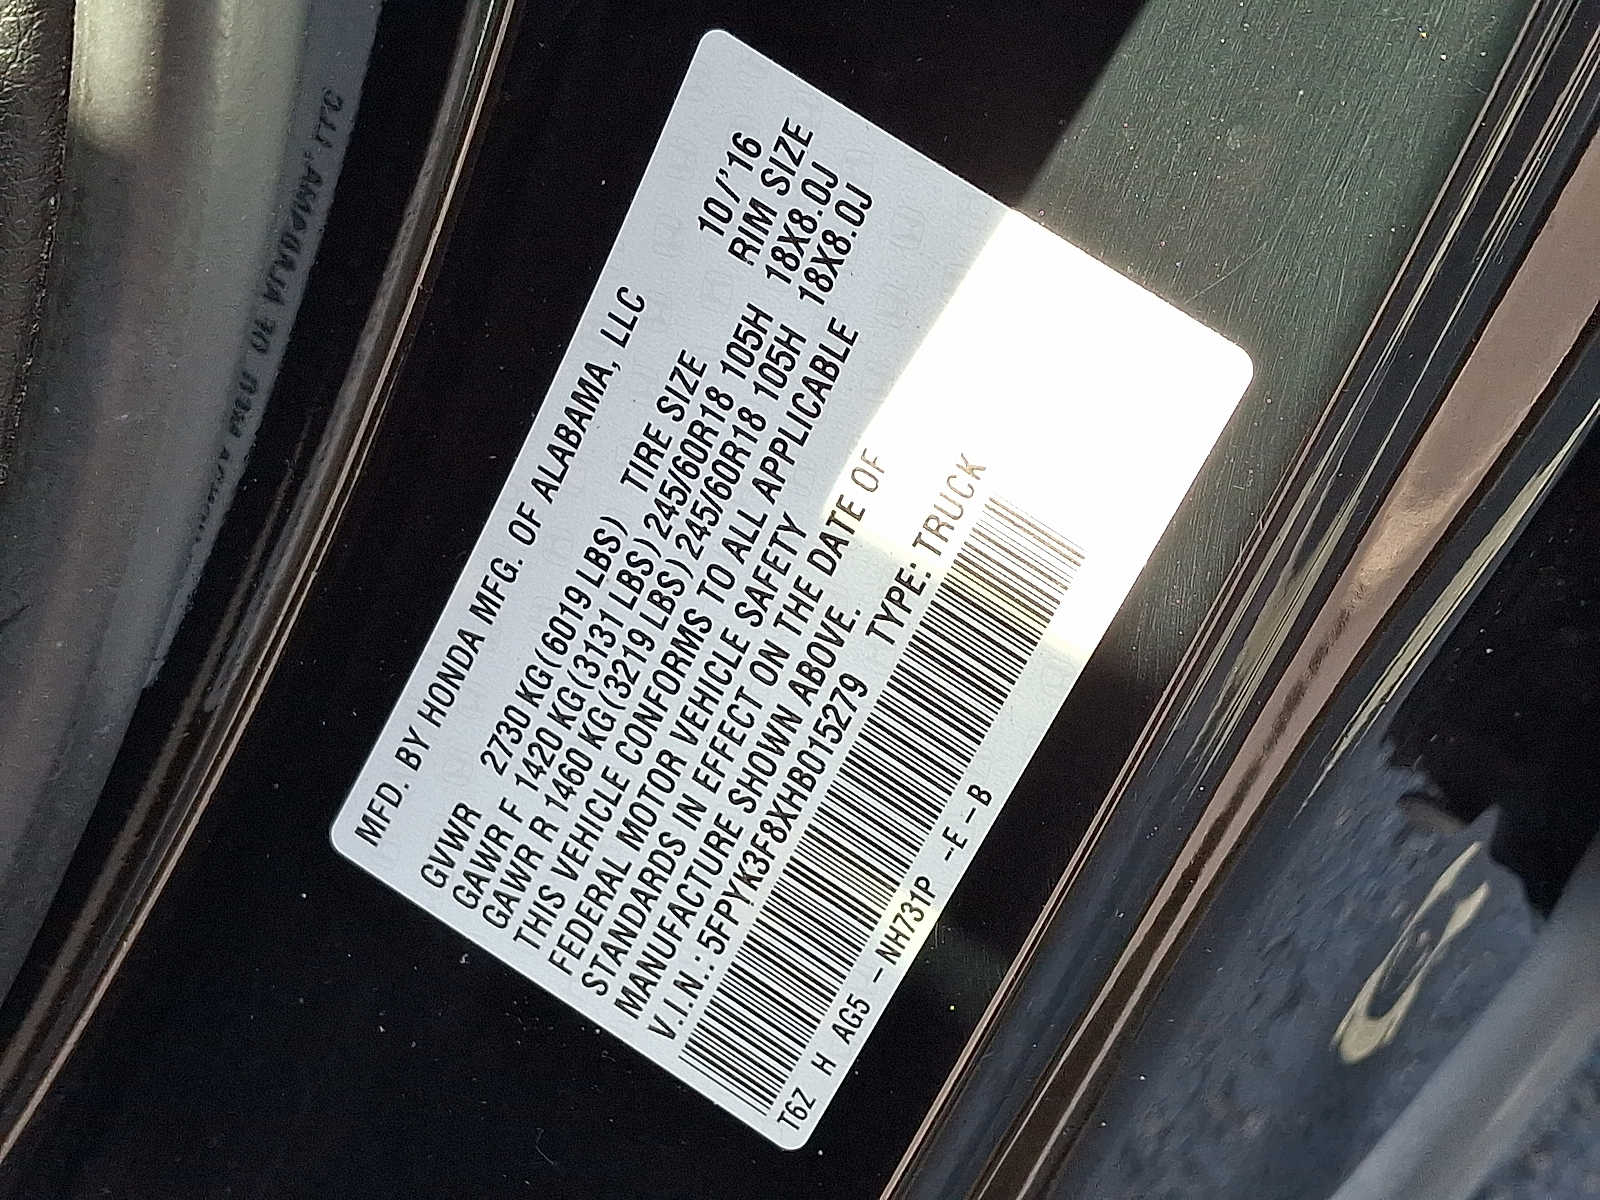 MFD. BY HONDA MFG. OF ALABAMA, LLC 10/'16
GVWR 2730 KG(6019 LBS) TIRE SIZE RIM SIZE
GAWR F 1420 KG(3131 LBS) 245/60R18 105H 18X8.0J
GAWR R 1460 KG(3219 LBS) 245/60R18 105H 18X8.0J
THIS VEHICLE CONFORMS TO ALL APPLICABLE
FEDERAL MOTOR VEHICLE SAFETY
STANDARDS IN EFFECT ON THE DATE OF
MANUFACTURE SHOWN ABOVE.
V.I.N.: 5FPYK3F8XHB015279 TYPE: TRUCK
T6Z H AG5 -NH731P -E-B